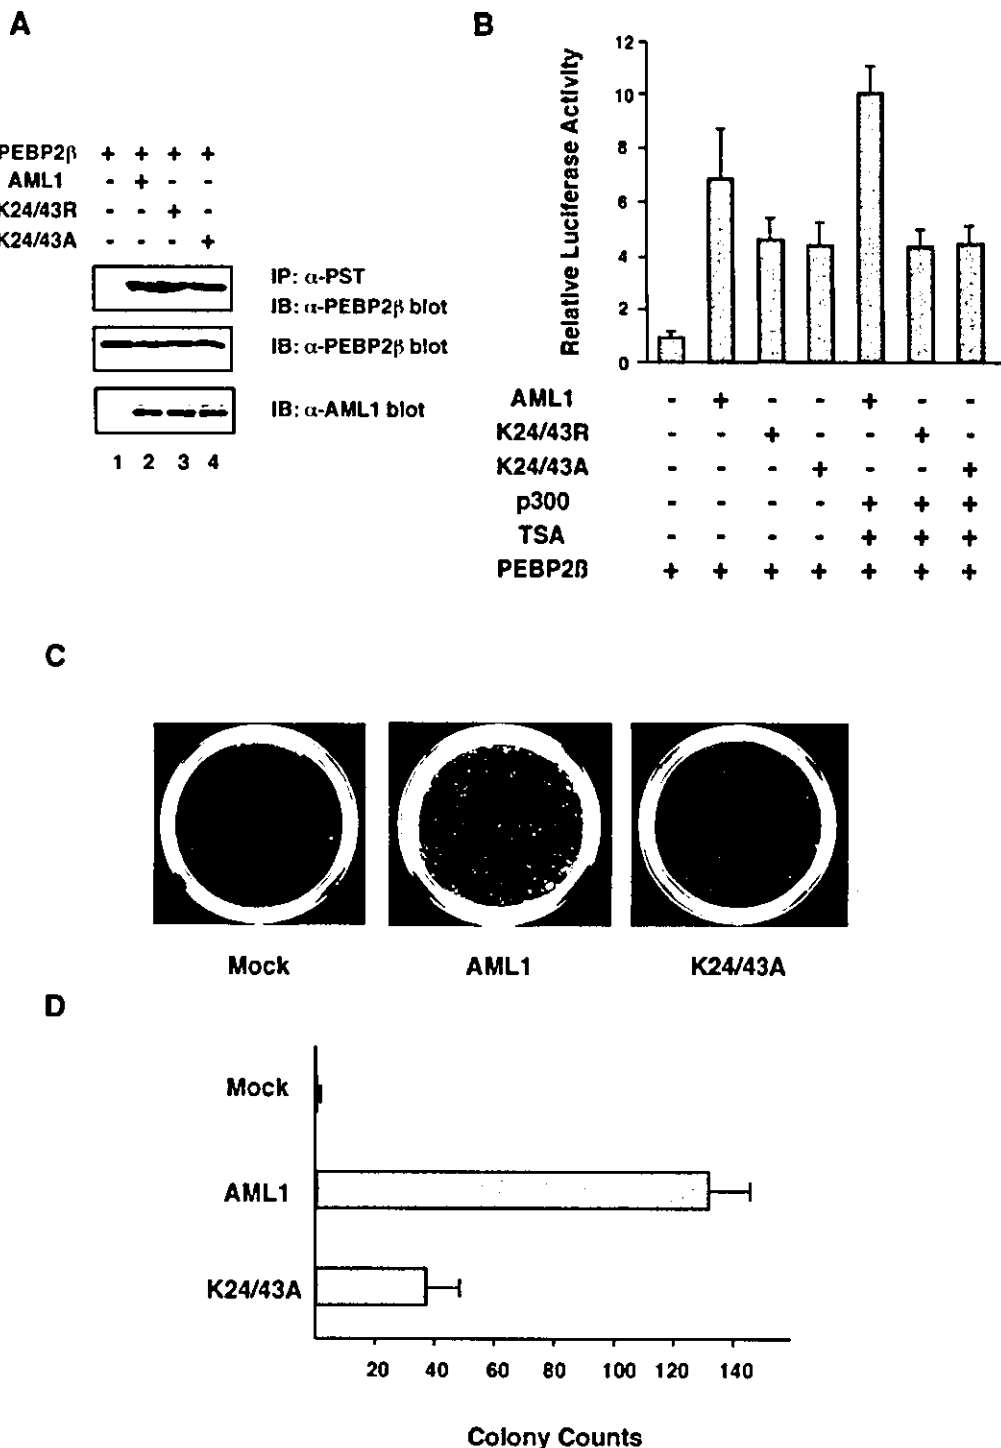 A
PEBP2β + + + +
AML1 - + - -
K24/43R - - + -
K24/43A - - - +
IP: α-PST
IB: α-PEBP2β blot
IB: α-PEBP2β blot
IB: α-AML1 blot
1 2 3 4
B
Relative Luciferase Activity
12
10
8
6
4
2
0
AML1 - + - - + - -
K24/43R - - + - - + -
K24/43A - - - + - - +
p300 - - - - + + +
TSA - - - - + + +
PEBP2β + + + + + + +
C
Mock AML1 K24/43A
D
Mock
AML1
K24/43A
20 40 60 80 100 120 140
Colony Counts